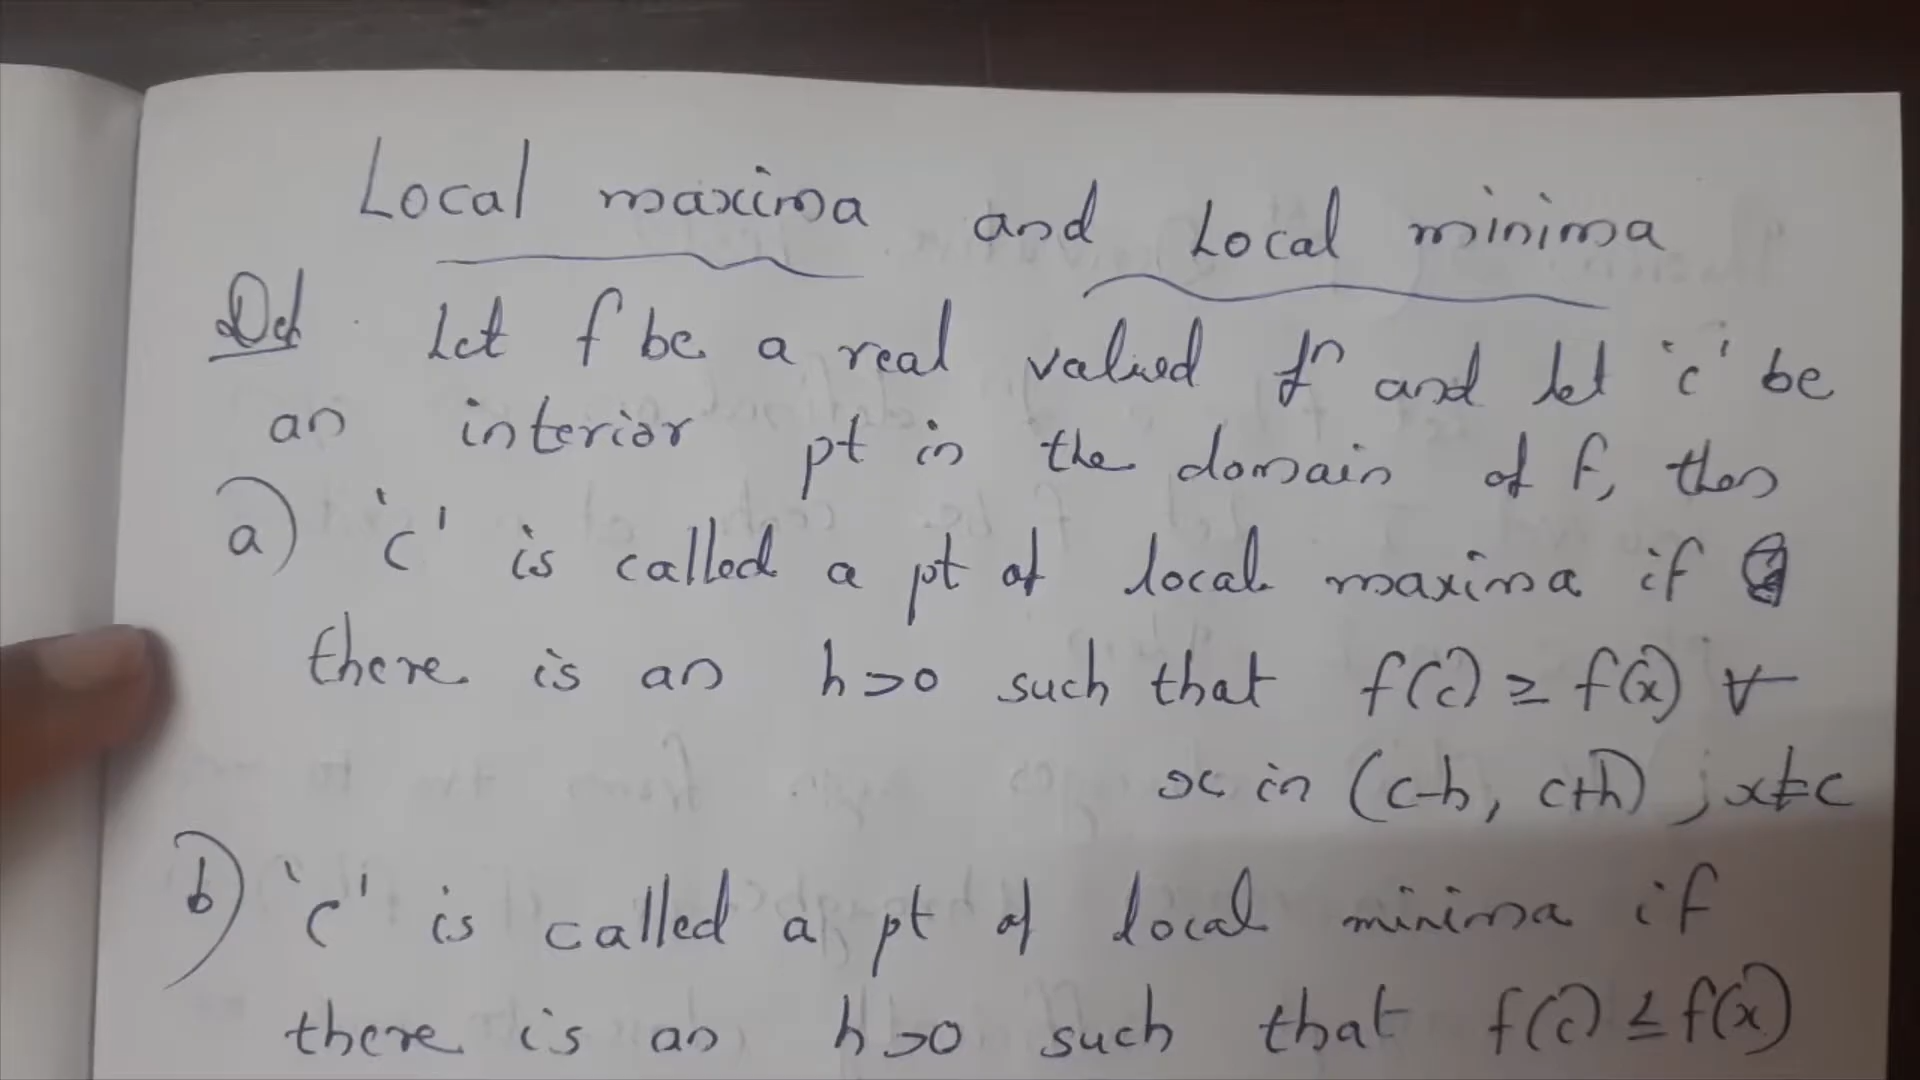 Local maxima and Local minima
Def Let f be a real valued fⁿ and let 'c' be
an interior pt in the domain of f, then
a) 'c' is called a pt of local maxima if
there is an h>0 such that f(c) ≥ f(x) ∀
x in (c-h, c+h) ; x≠c
b) 'c' is called a pt of local minima if
there is an h>0 such that f(c) ≤ f(x)